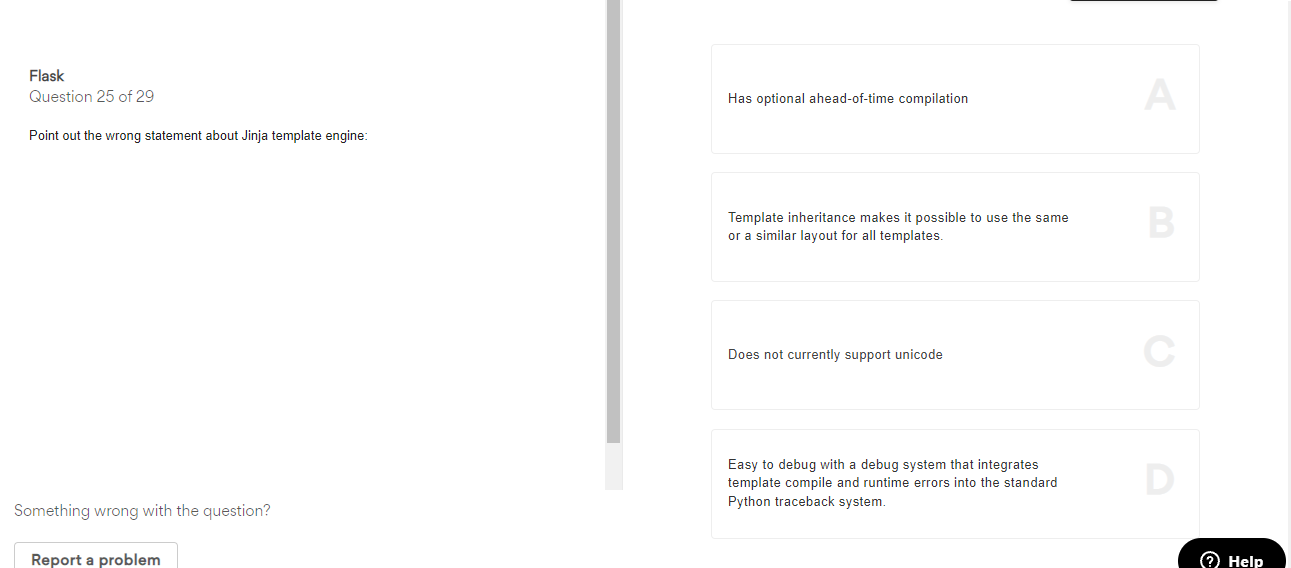 Flask
Question 25 of 29
Point out the wrong statement about Jinja template engine:
Something wrong with the question?
Report a problem
Has optional ahead-of-time compilation
A
Template inheritance makes it possible to use the same
or a similar layout for all templates.
B
Does not currently support unicode
C
Easy to debug with a debug system that integrates
template compile and runtime errors into the standard
Python traceback system.
D
? Help